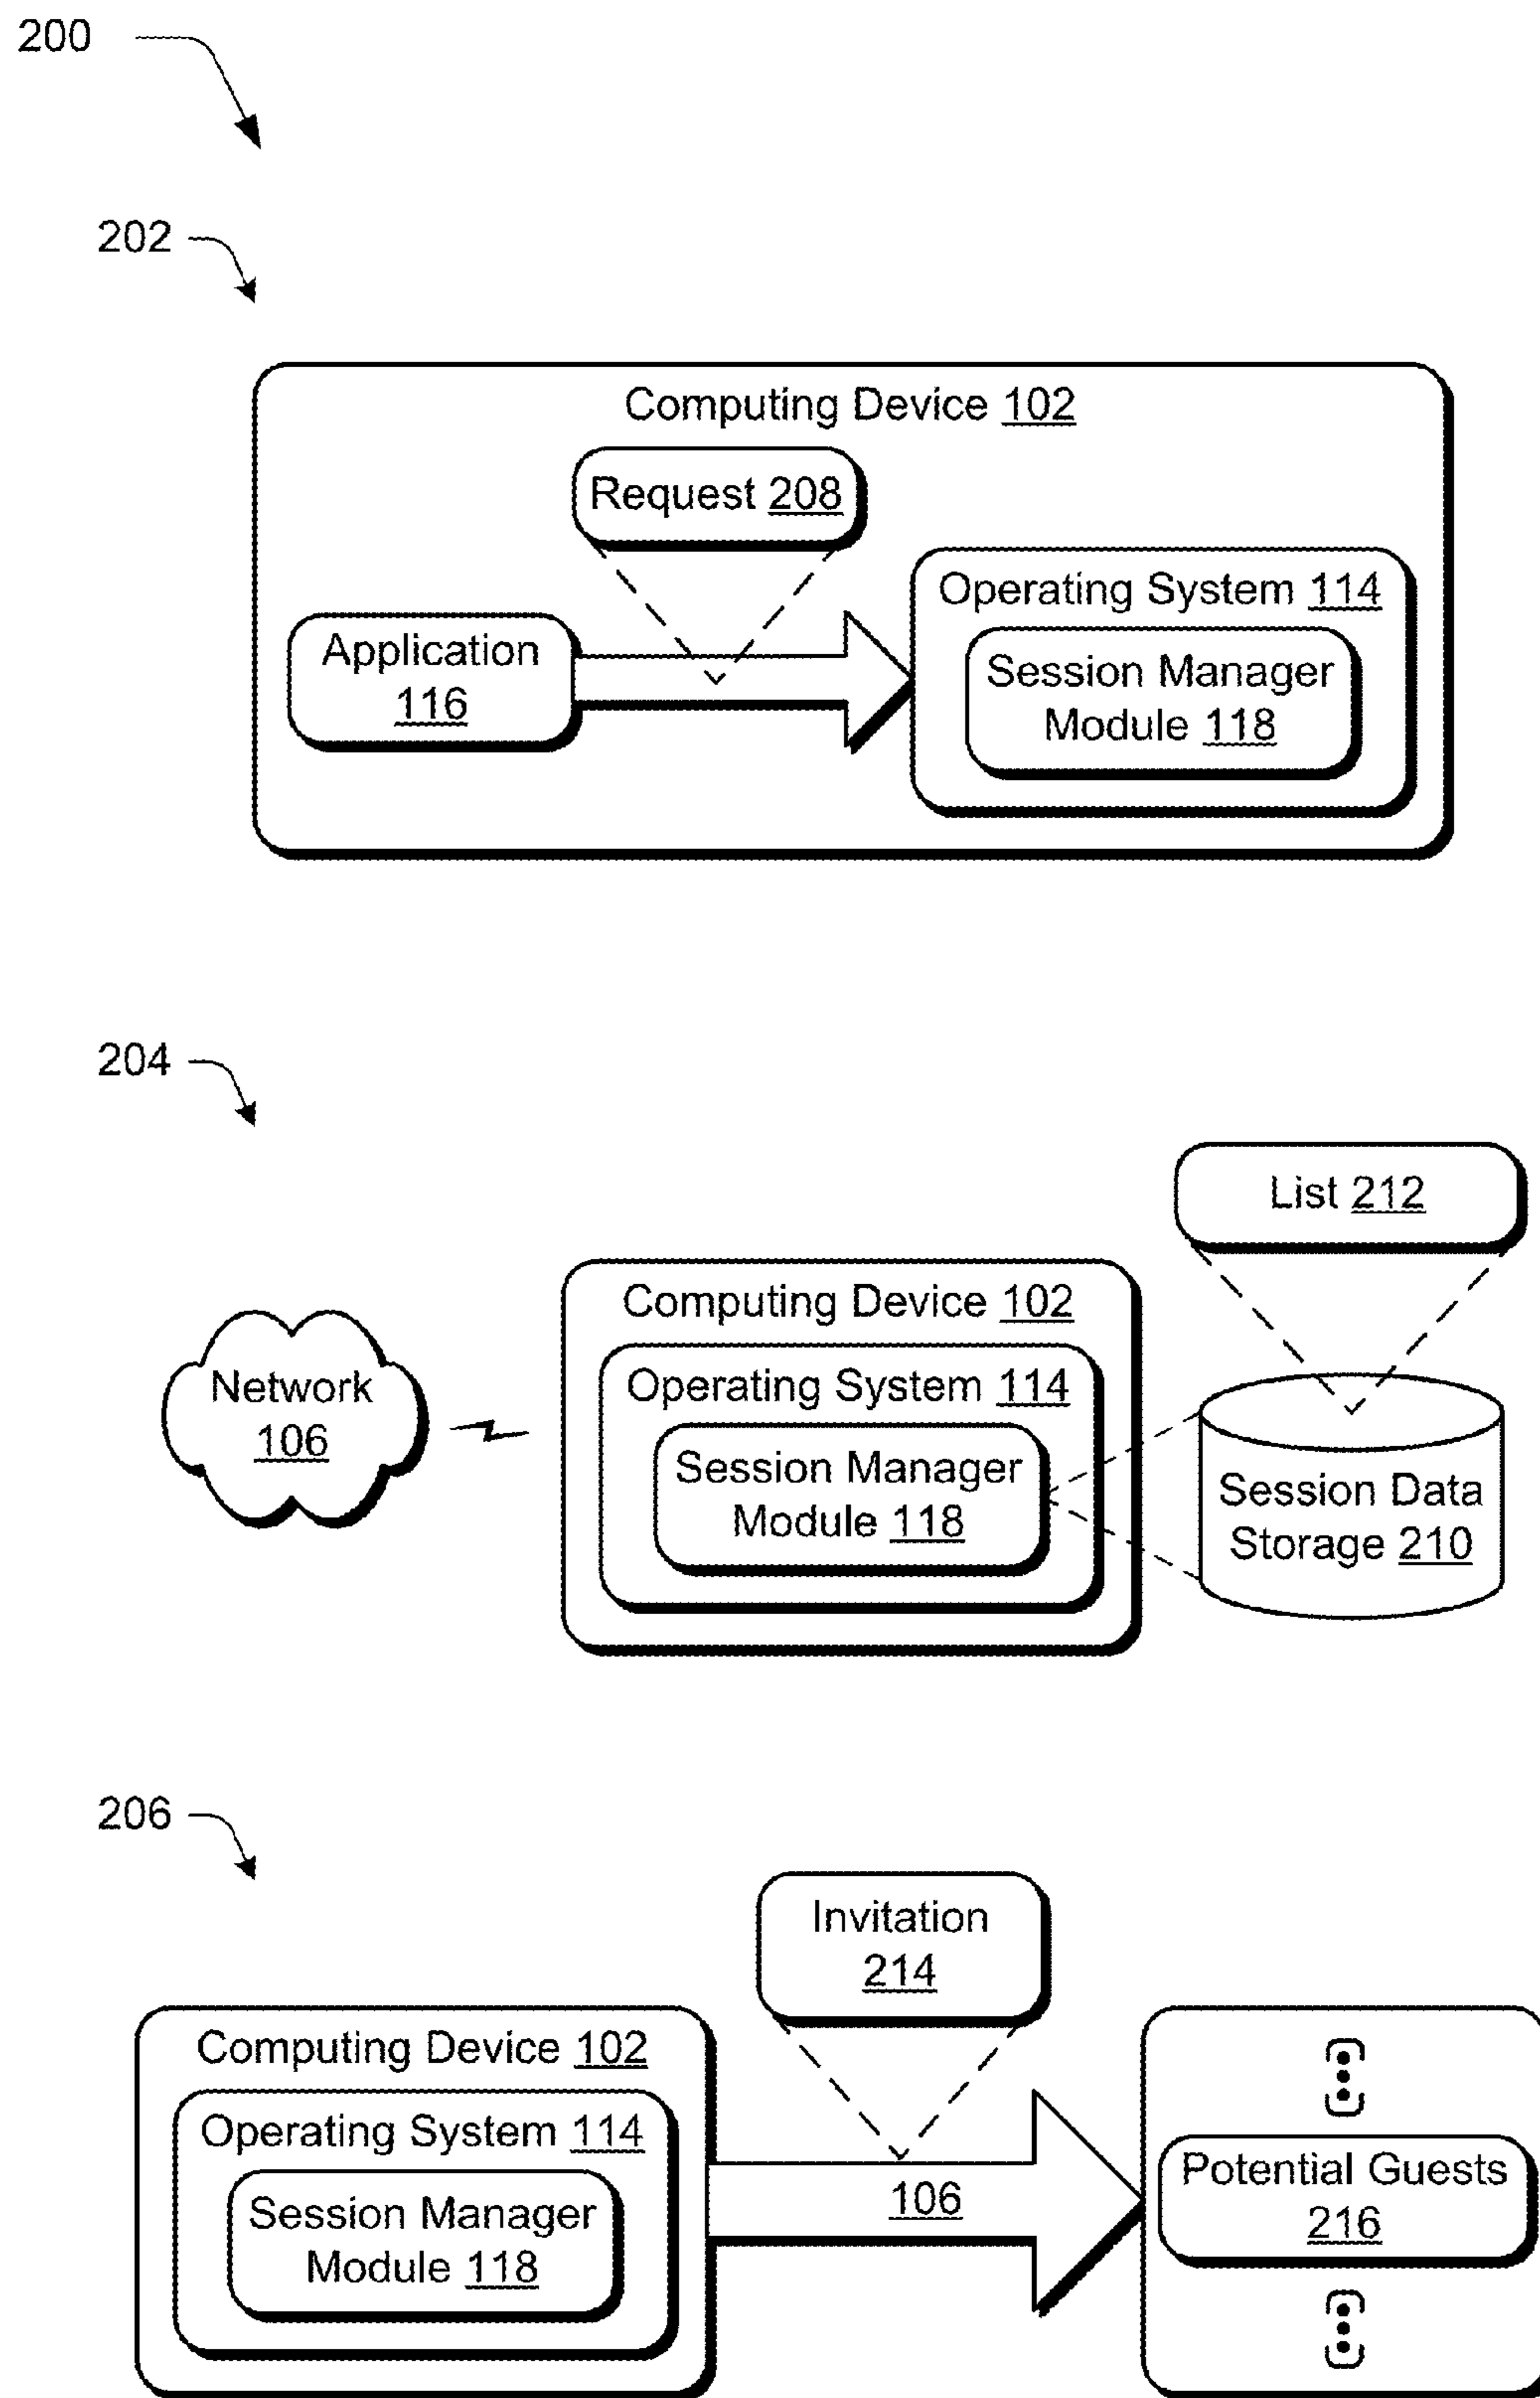 200
202
Computing Device 102
Request 208
Operating System 114
Application
116
Session Manager
Module 118
204
List 212
Computing Device 102
Network
106
Operating System 114
Session Manager
Module 118
Session Data
Storage 210
206
Invitation
214
Computing Device 102
Operating System 114
Session Manager
Module 118
106
Potential Guests
216